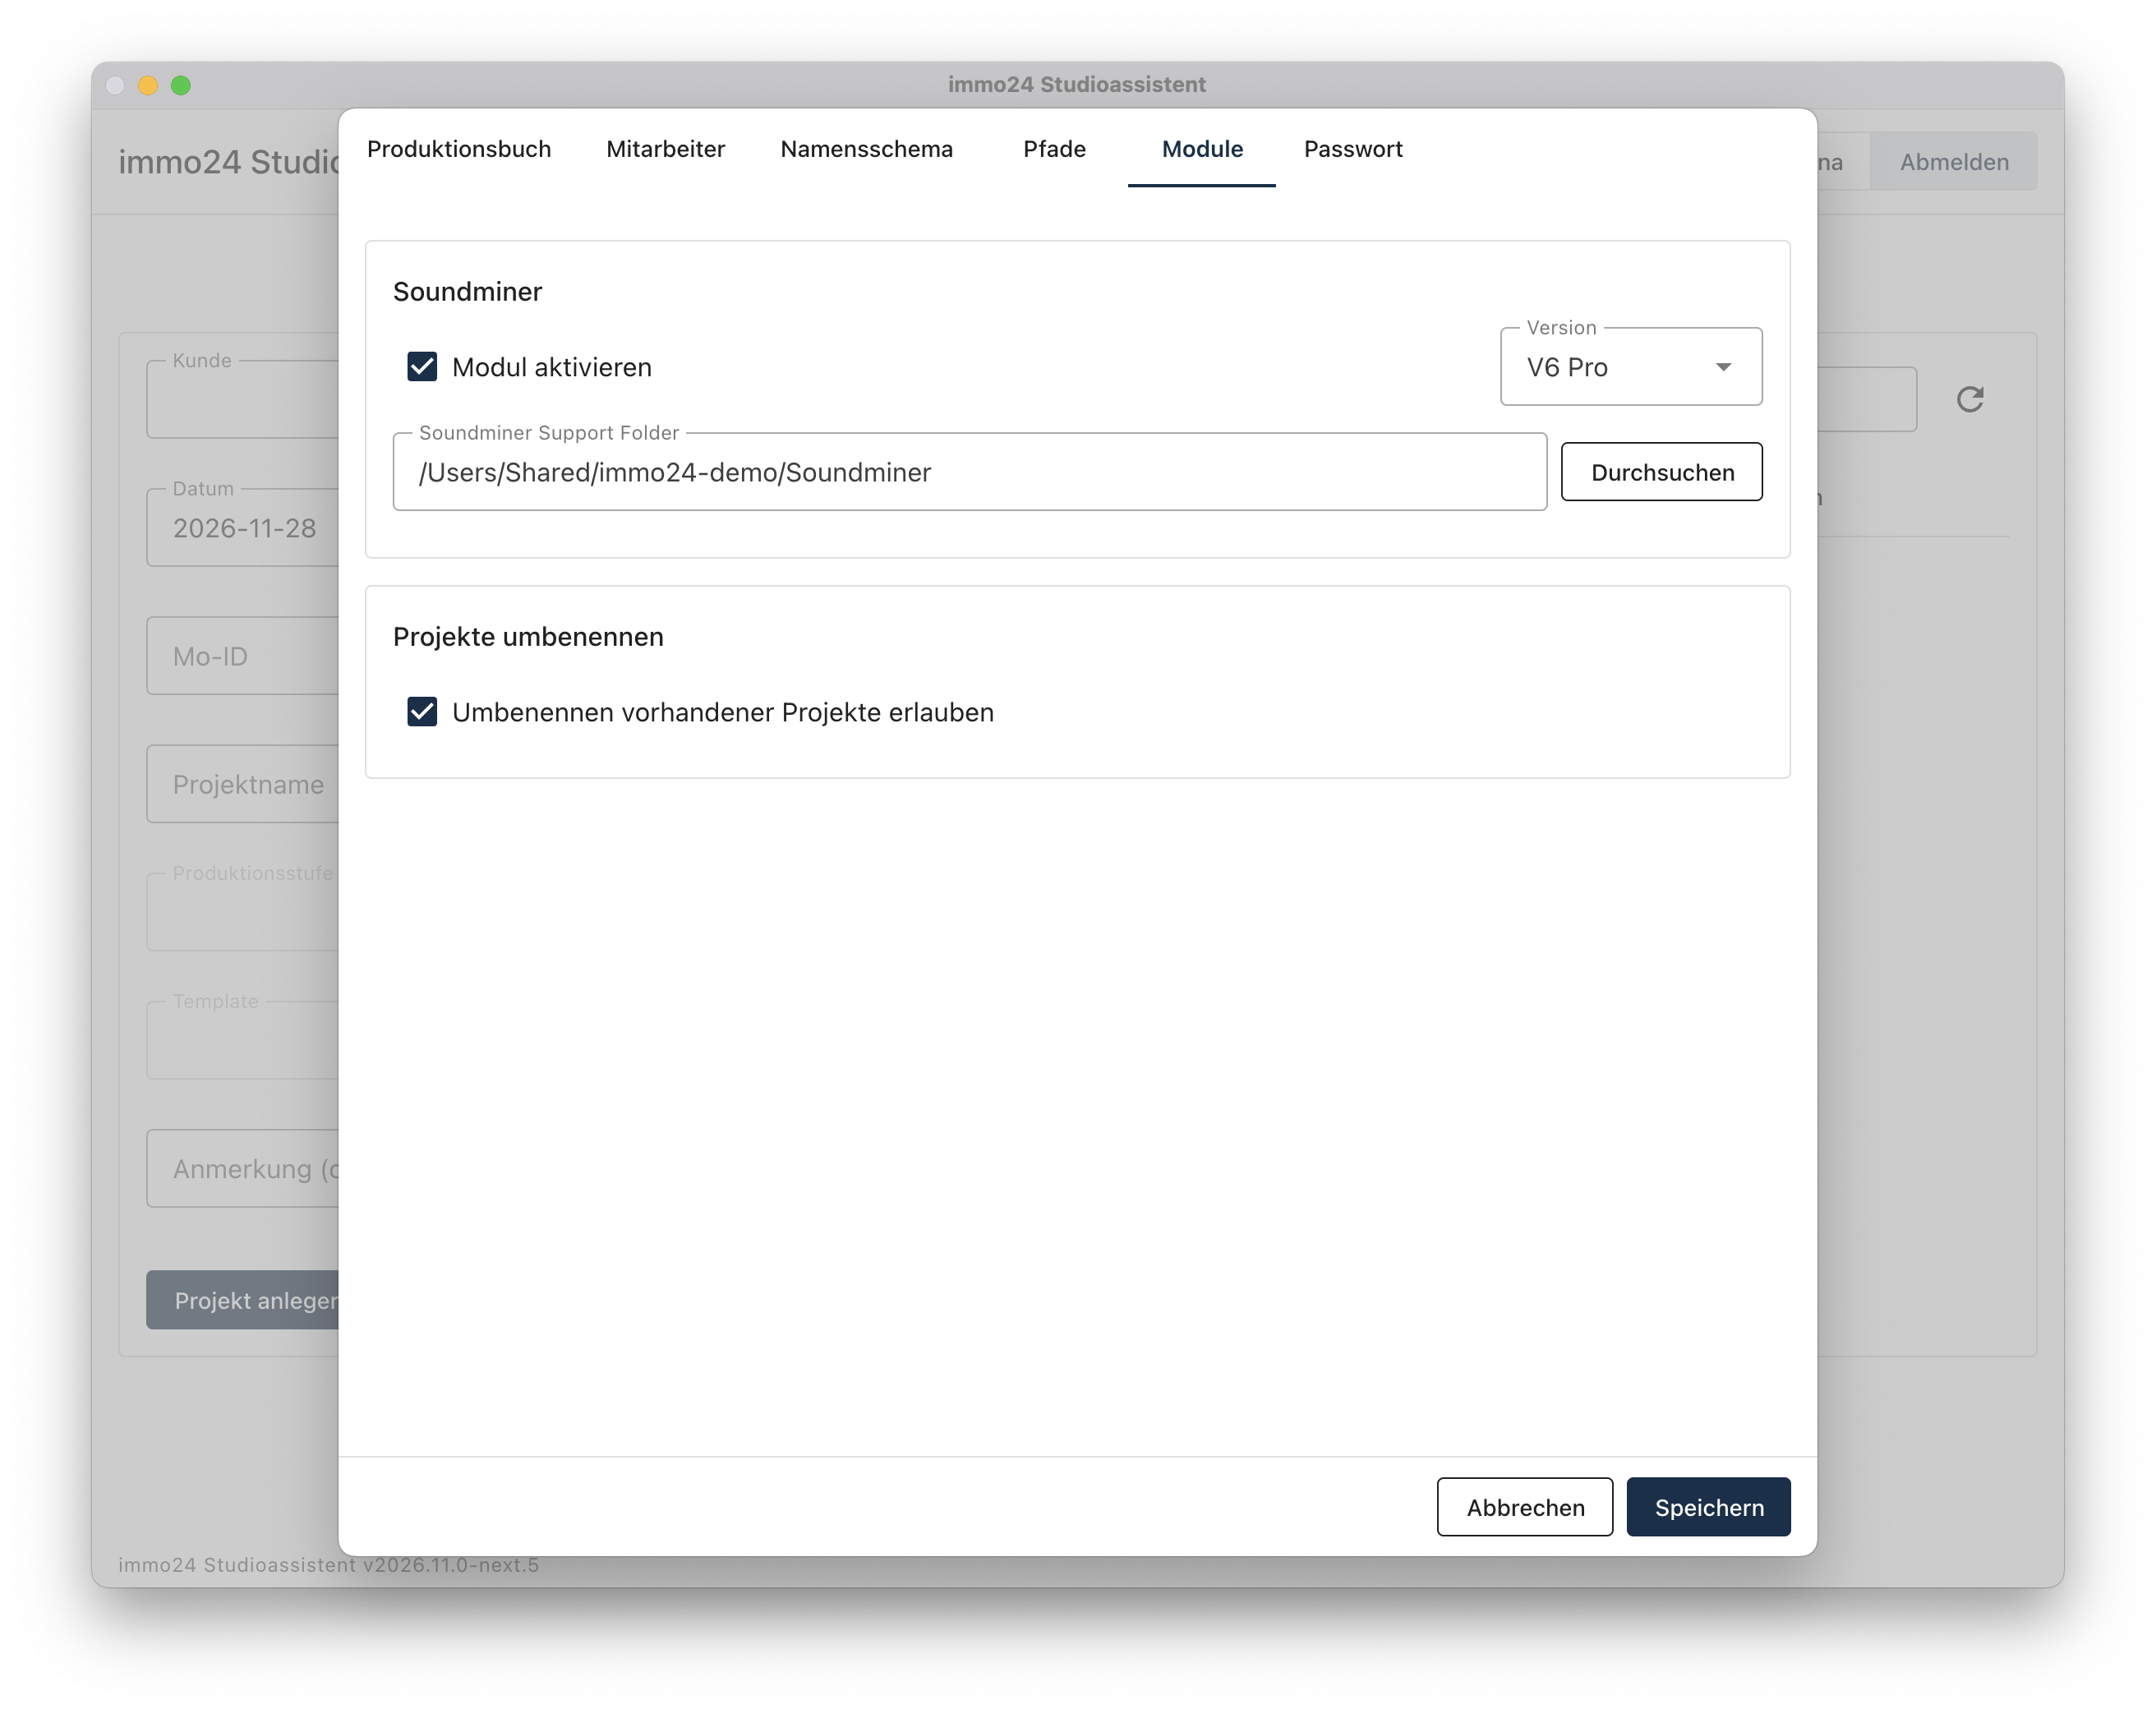 immo24 Studioassistent
immo24 Studio
Abmelden
Produktionsbuch Mitarbeiter Namensschema Pfade Module Passwort
Soundminer
Modul aktivieren
Version
V6 Pro
Soundminer Support Folder
/Users/Shared/immo24-demo/Soundminer
Durchsuchen
Projekte umbenennen
Umbenennen vorhandener Projekte erlauben
Abbrechen
Speichern
Kunde
Datum
2026-11-28
Mo-ID
Projektname
Produktionsstufe
Template
Anmerkung
Projekt anlegen
immo24 Studioassistent v2026.11.0-next.5